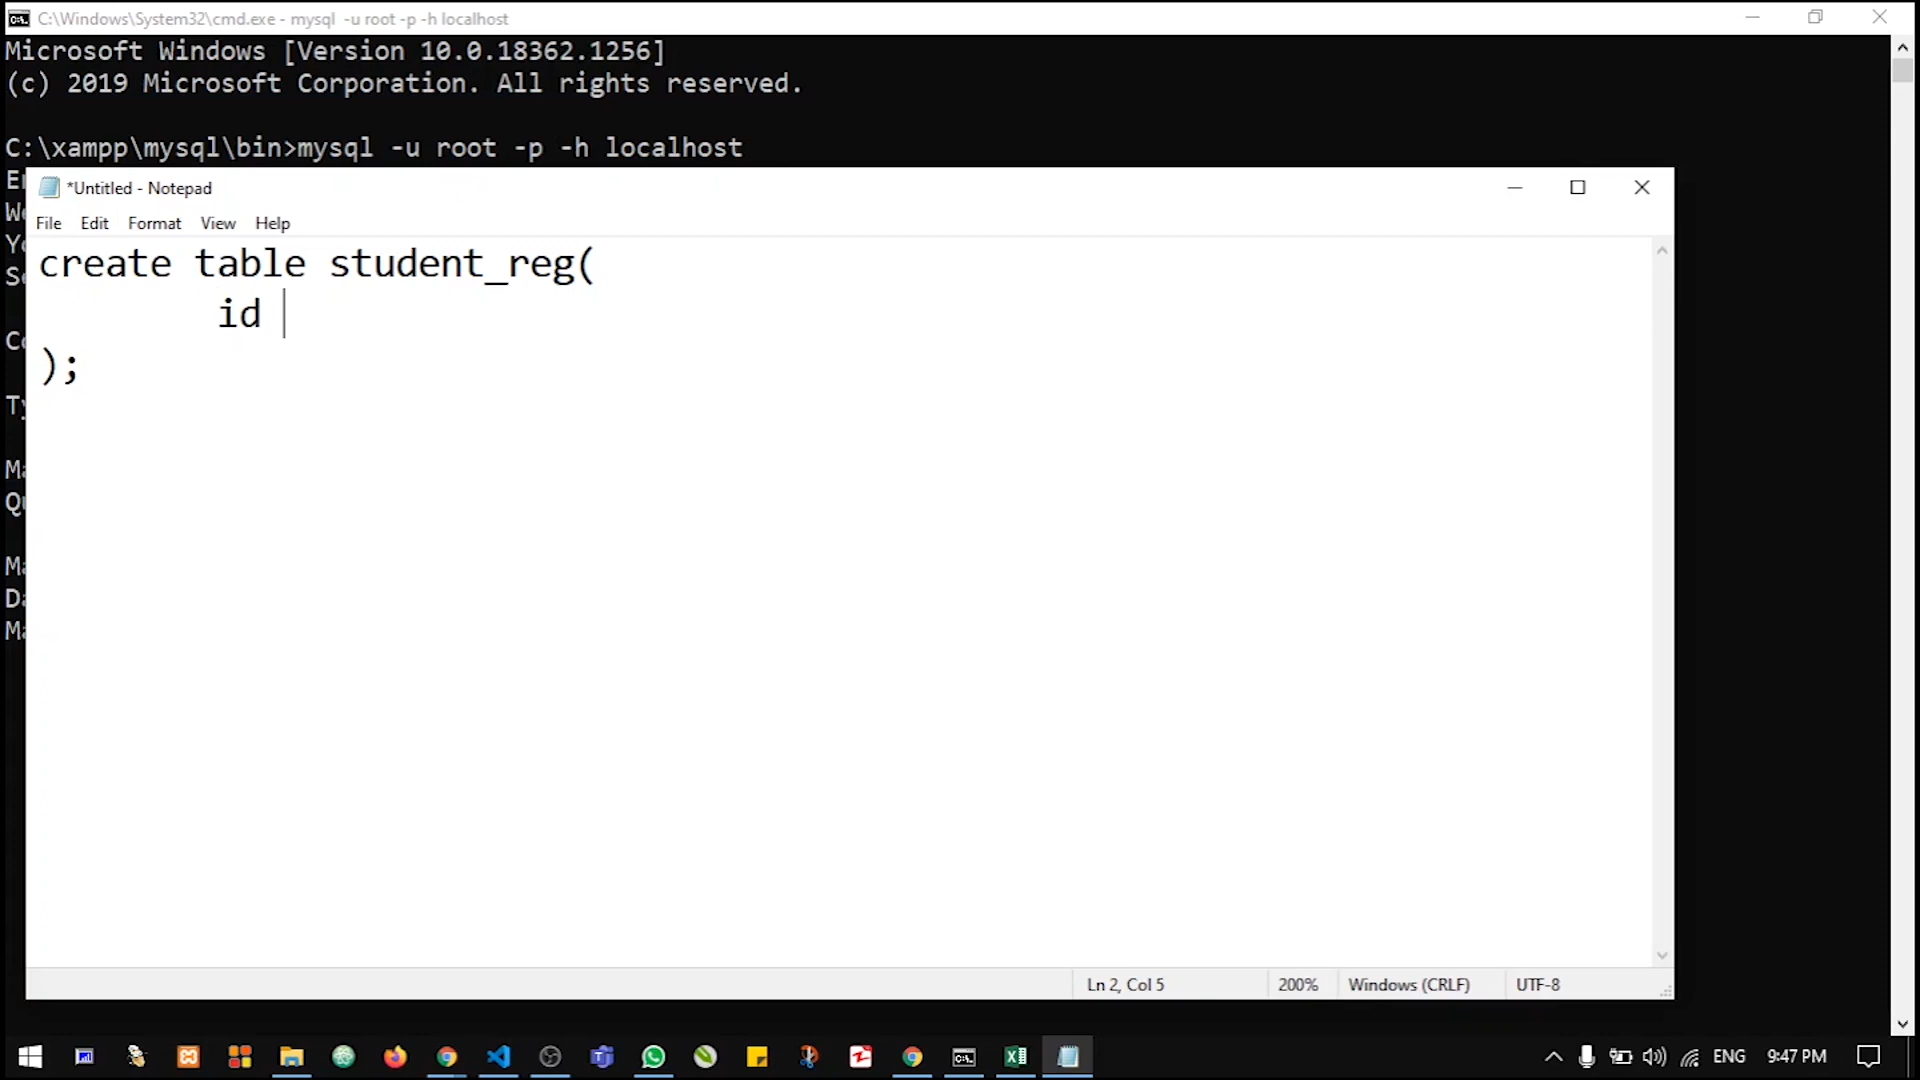 C:\Windows\System32\cmd.exe - mysql -u root -p -h localhost
Microsoft Windows [Version 10.0.18362.1256]
(c) 2019 Microsoft Corporation. All rights reserved.
C:\xampp\mysql\bin>mysql -u root -p -h localhost
*Untitled - Notepad
File Edit Format View Help
create table student_reg(
id
);
Ln 2, Col 5 200% Windows (CRLF) UTF-8
ENG 9:47 PM